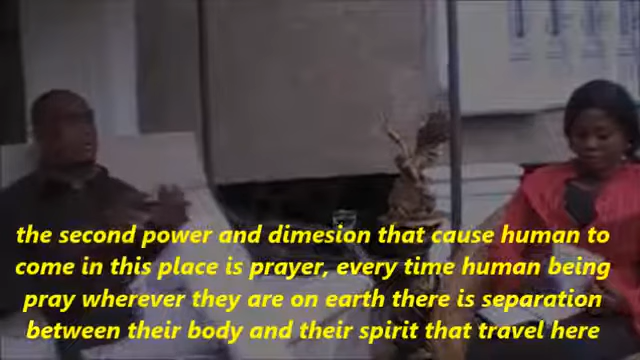 the second power and dimesion that cause human to
come in this place is prayer, every time human being
pray wherever they are on earth there is separation
between their body and their spirit that travel here